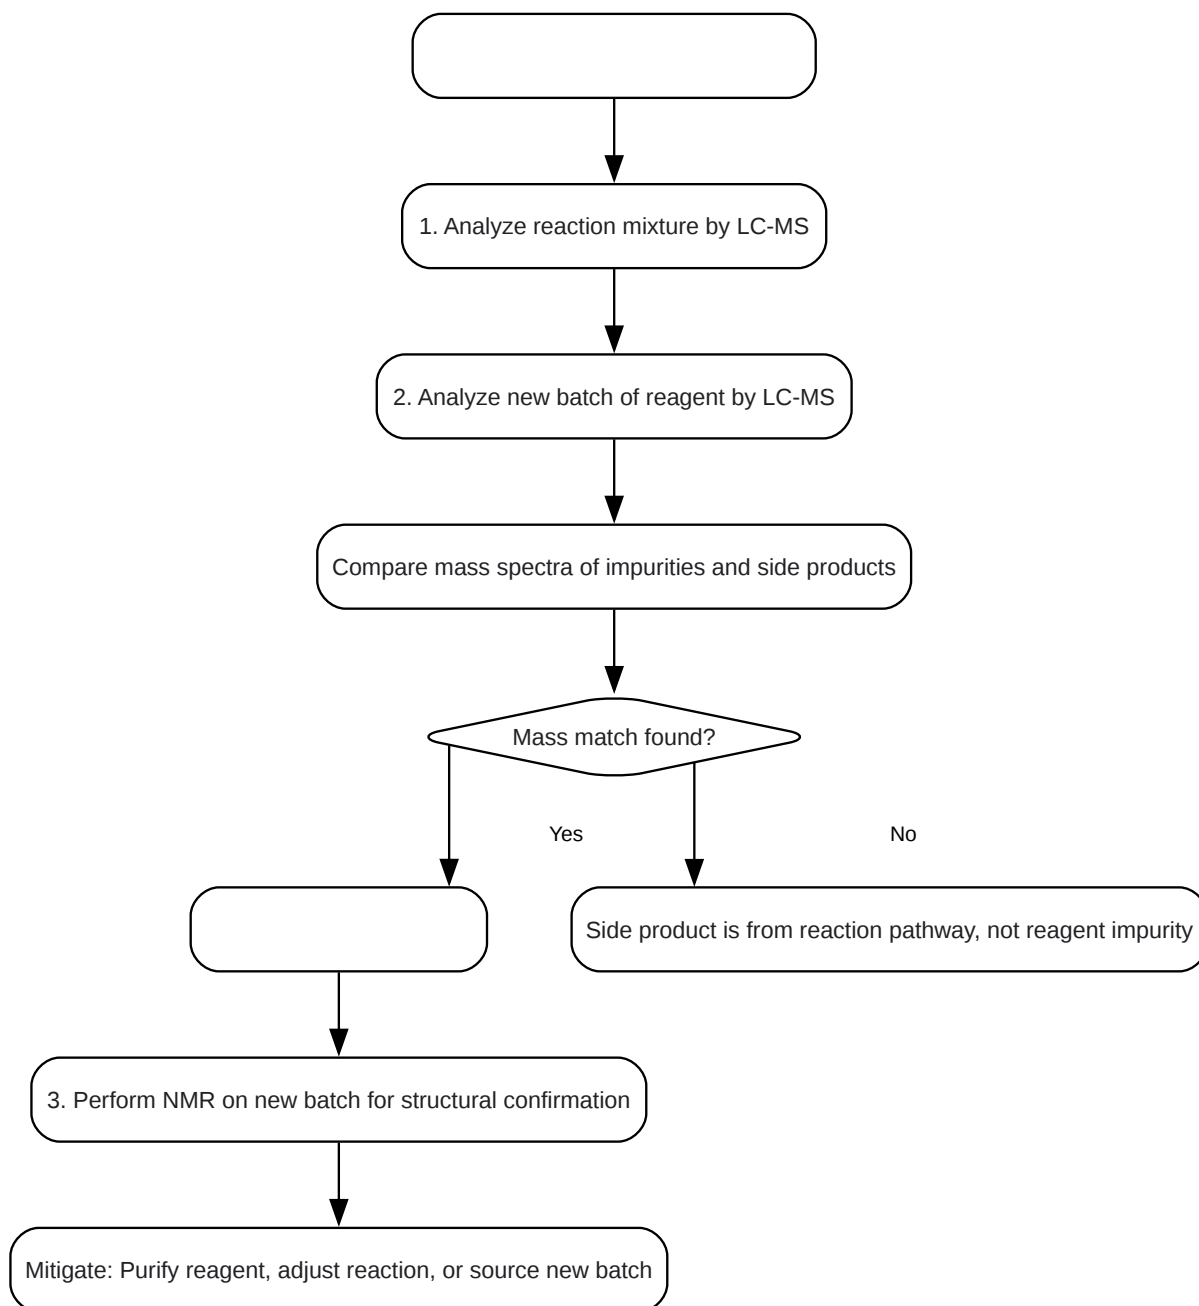 1. Analyze reaction mixture by LC-MS
2. Analyze new batch of reagent by LC-MS
Compare mass spectra of impurities and side products
Mass match found?
Yes
No
Side product is from reaction pathway, not reagent impurity
3. Perform NMR on new batch for structural confirmation
Mitigate: Purify reagent, adjust reaction, or source new batch